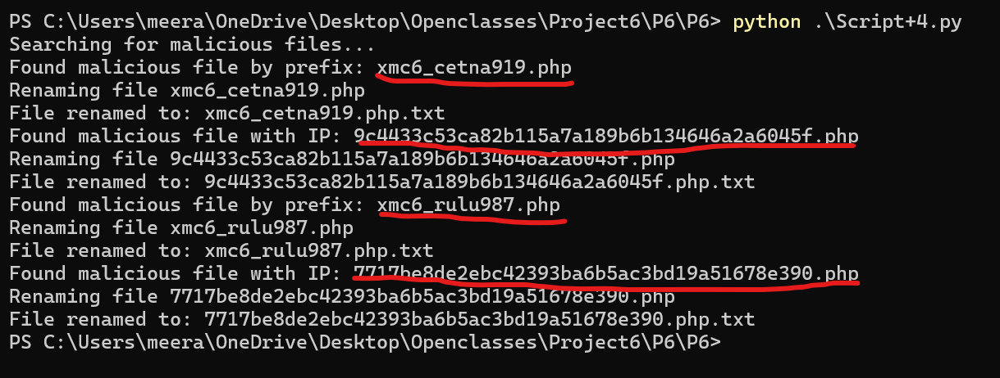 PS C:\Users\meera\OneDrive\Desktop\Openclasses\Project6\P6\P6> python .\Script+4.py
Searching for malicious files...
Found malicious file by prefix: xmc6_cetna919.php
Renaming file xmc6_cetna919.php
File renamed to: xmc6_cetna919.php.txt
Found malicious file with IP: 9c4433c53ca82b115a7a189b6b134646a2a6045f.php
Renaming file 9c4433c53ca82b115a7a189b6b134646a2a6045f.php
File renamed to: 9c4433c53ca82b115a7a189b6b134646a2a6045f.php.txt
Found malicious file by prefix: xmc6_rulu987.php
Renaming file xmc6_rulu987.php
File renamed to: xmc6_rulu987.php.txt
Found malicious file with IP: 7717be8de2ebc42393ba6b5ac3bd19a51678e390.php
Renaming file 7717be8de2ebc42393ba6b5ac3bd19a51678e390.php
File renamed to: 7717be8de2ebc42393ba6b5ac3bd19a51678e390.php.txt
PS C:\Users\meera\OneDrive\Desktop\Openclasses\Project6\P6\P6>